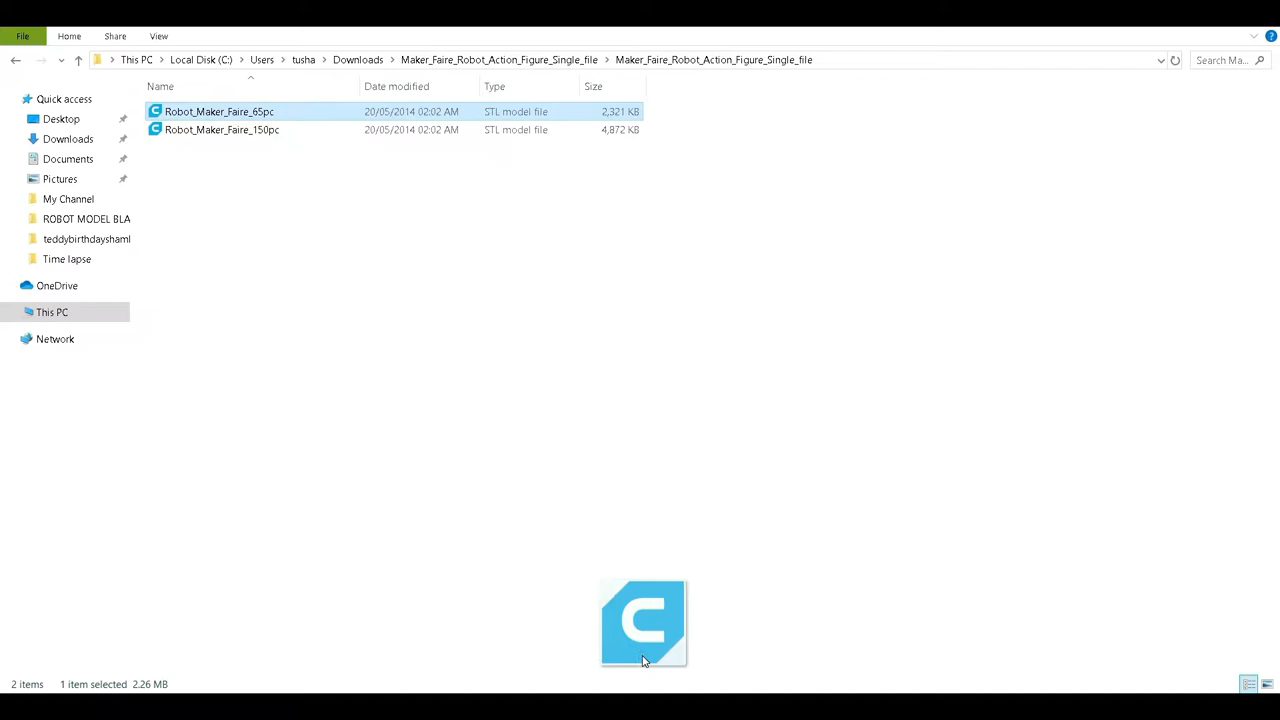 File Home Share View
This PC Local Disk (C:) Users tusha Downloads Maker_Faire_Robot_Action_Figure_Single_file Maker_Faire_Robot_Action_Figure_Single_file Search Ma...
Name Date modified Type Size
Quick access
Robot_Maker_Faire_65pc 20/05/2014 02:02 AM STL model file 2,321 KB
Desktop
Robot_Maker_Faire_150pc 20/05/2014 02:02 AM STL model file 4,872 KB
Downloads
Documents
Pictures
My Channel
ROBOT MODEL BLA
teddybirthdayshaml
Time lapse
OneDrive
This PC
Network
2 items 1 item selected 2.26 MB